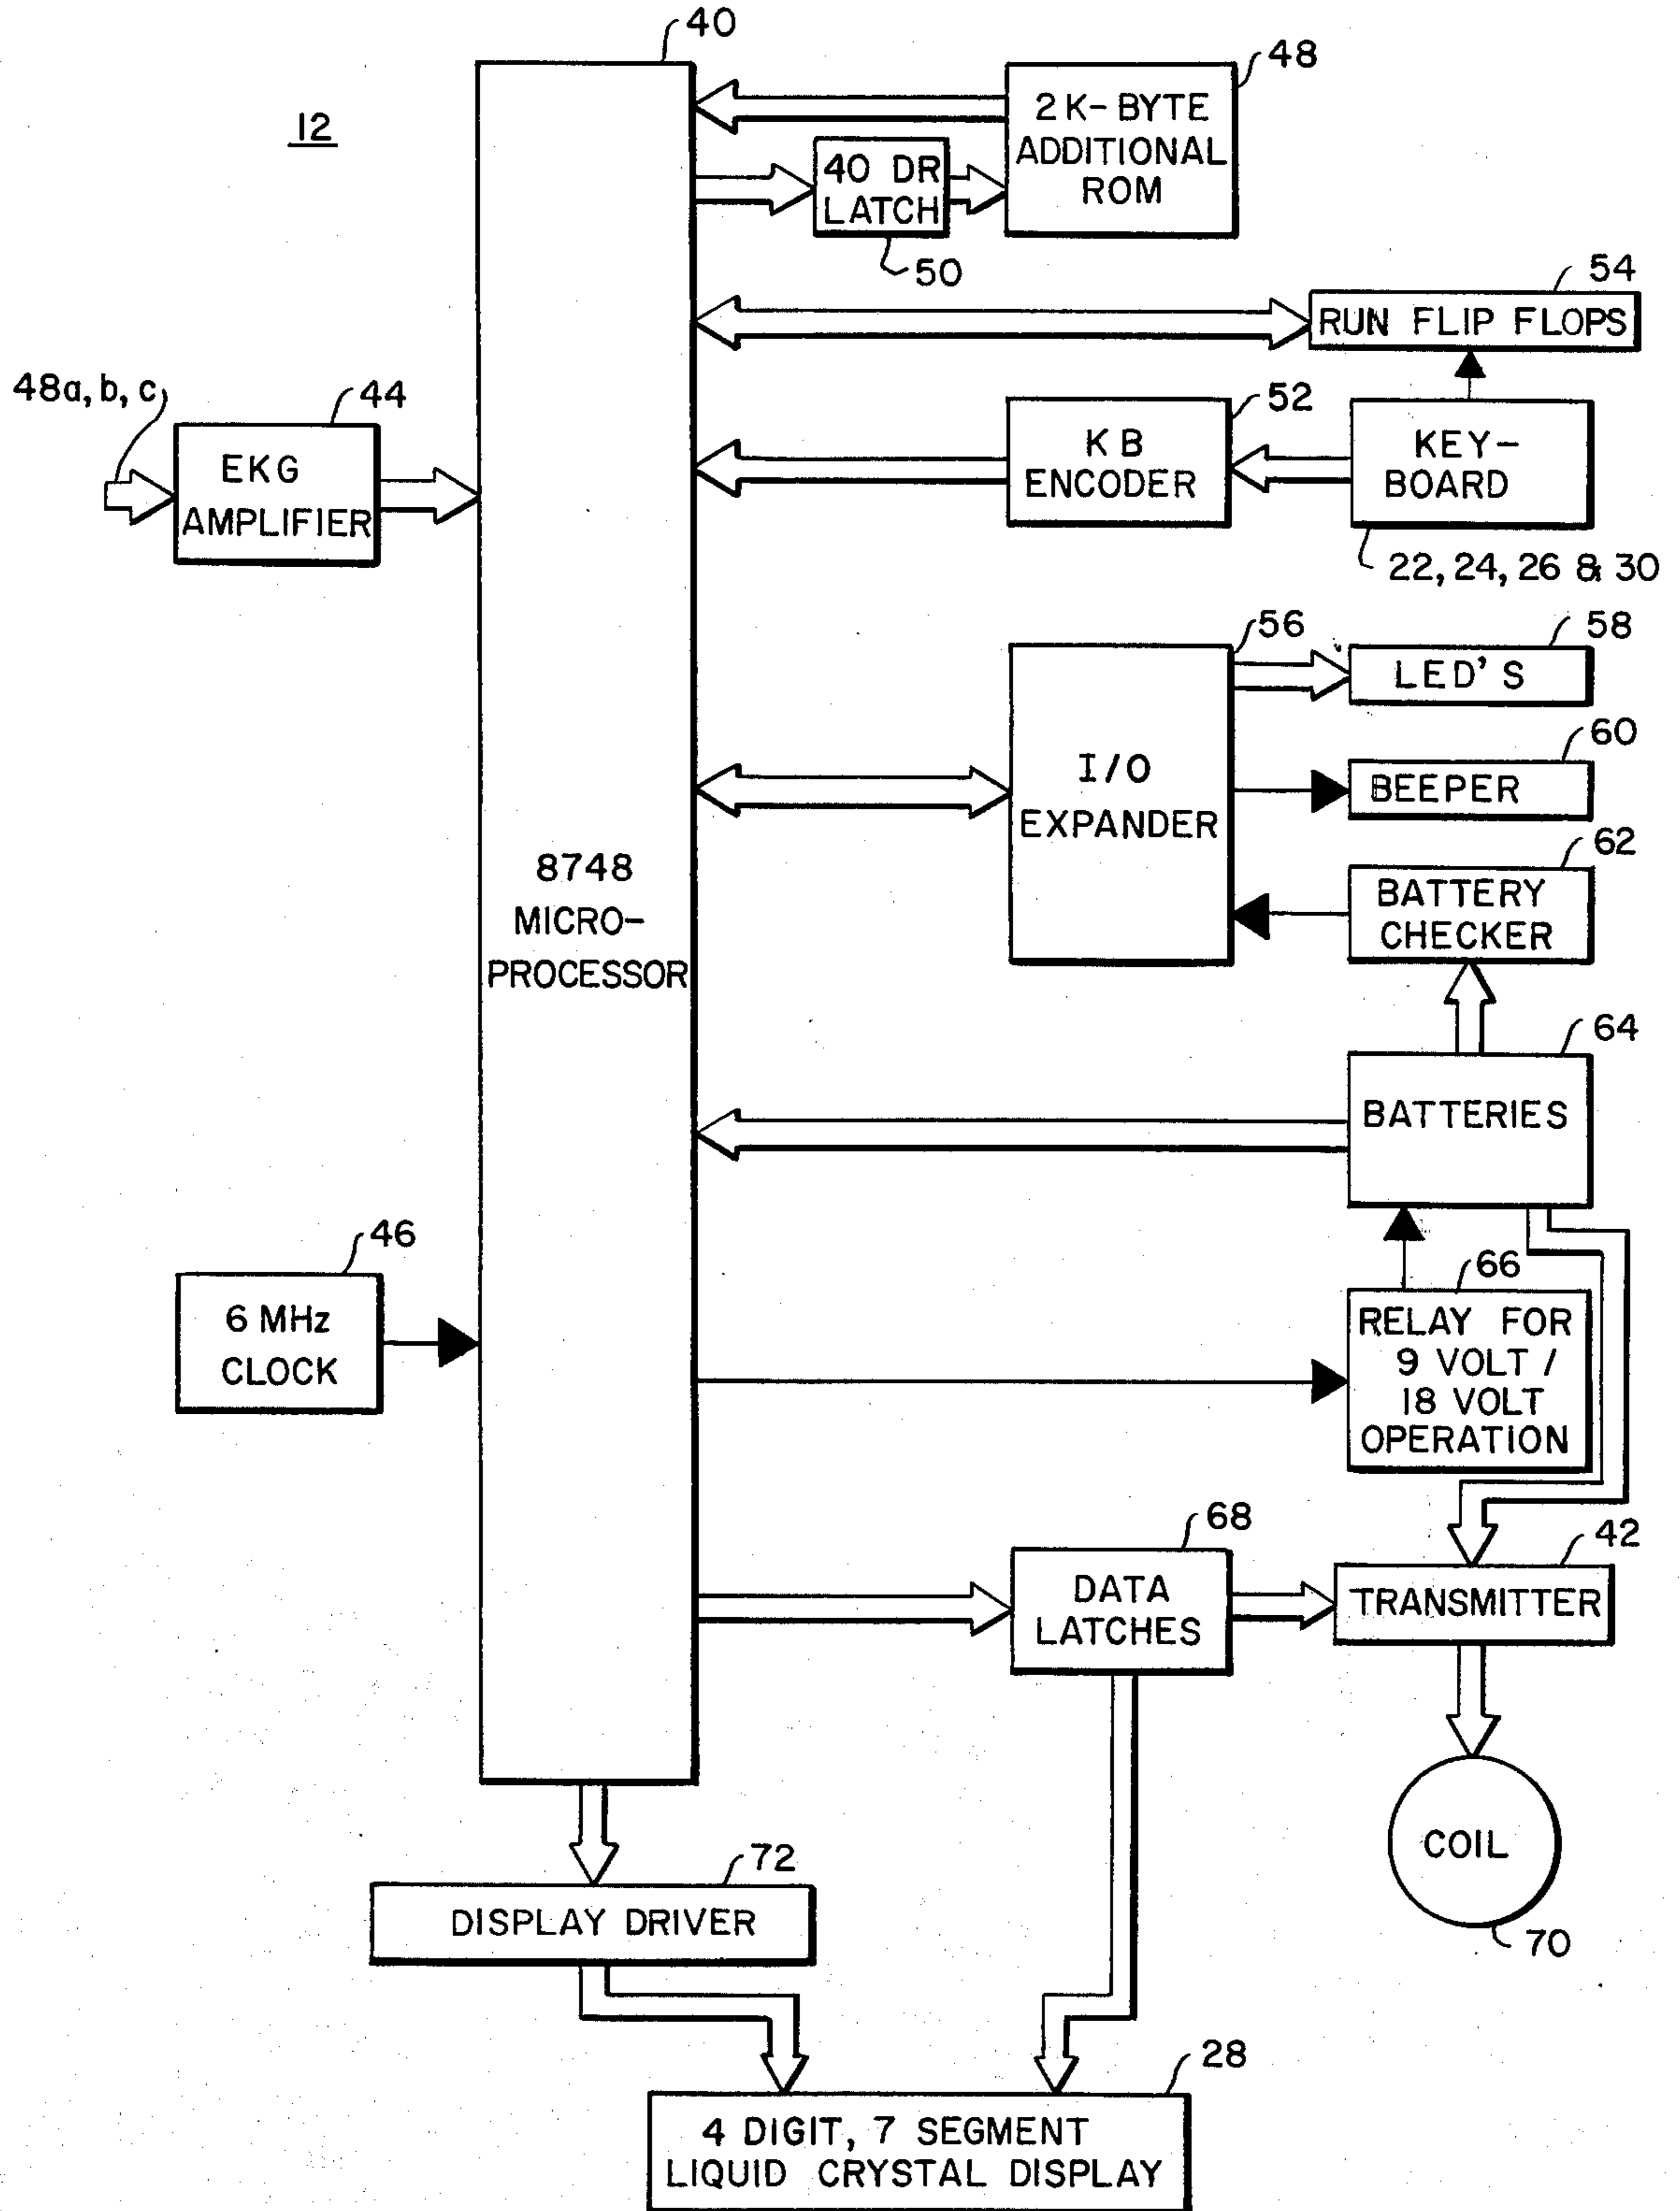 40
12
2K-BYTE
ADDITIONAL
ROM
48
40 DR
LATCH
50
54
RUN FLIP FLOPS
48a, b, c
44
EKG
AMPLIFIER
52
KB
ENCODER
KEY-
BOARD
22, 24, 26 & 30
56
58
LED'S
60
BEEPER
I/O
EXPANDER
62
BATTERY
CHECKER
8748
MICRO-
PROCESSOR
64
BATTERIES
46
6 MHz
CLOCK
66
RELAY FOR
9 VOLT /
18 VOLT
OPERATION
68
DATA
LATCHES
42
TRANSMITTER
COIL
70
72
DISPLAY DRIVER
28
4 DIGIT, 7 SEGMENT
LIQUID CRYSTAL DISPLAY